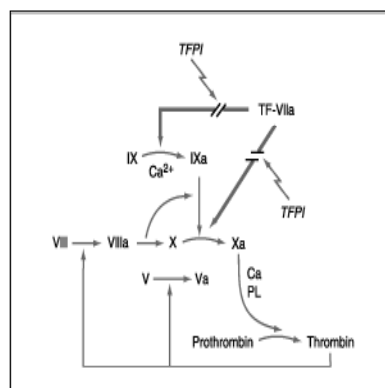 TFPI
TF-VIIa
IX IXa
Ca²⁺
TFPI
VIII VIIIa X Xa
V Va
Ca
PL
Prothrombin Thrombin